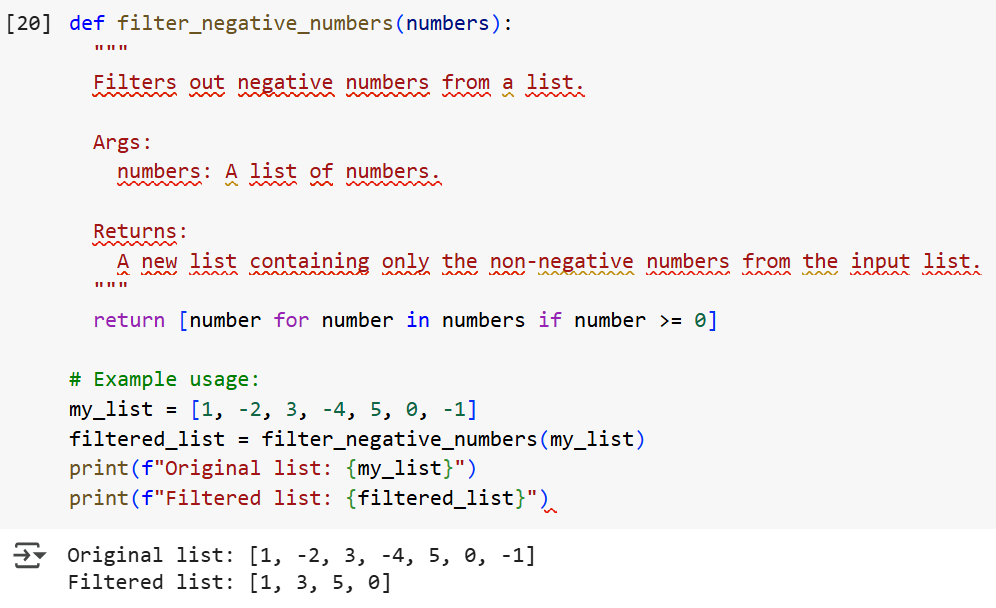 [20] def filter_negative_numbers(numbers):
"""
Filters out negative numbers from a list.
Args:
numbers: A list of numbers.
Returns:
A new list containing only the non-negative numbers from the input list.
"""
return [number for number in numbers if number >= 0]
# Example usage:
my_list = [1, -2, 3, -4, 5, 0, -1]
filtered_list = filter_negative_numbers(my_list)
print(f"Original list: {my_list}")
print(f"Filtered list: {filtered_list}")
Original list: [1, -2, 3, -4, 5, 0, -1]
Filtered list: [1, 3, 5, 0]